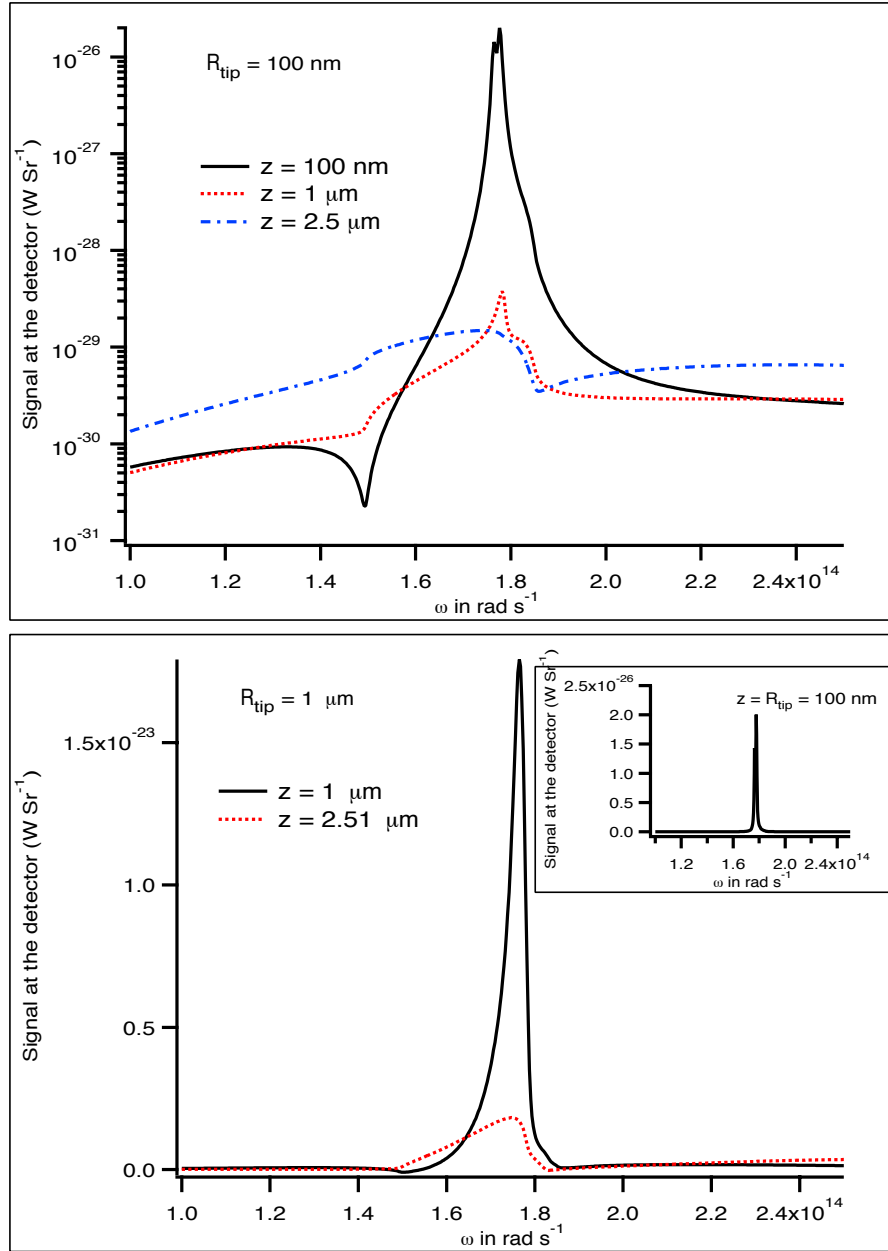 R_tip = 100 nm
z = 100 nm
z = 1 μm
z = 2.5 μm
Signal at the detector (W Sr⁻¹)
10⁻²⁶
10⁻²⁷
10⁻²⁸
10⁻²⁹
10⁻³⁰
10⁻³¹
1.0 1.2 1.4 1.6 1.8 2.0 2.2 2.4x10¹⁴
ω in rad s⁻¹
R_tip = 1 μm
z = 1 μm
z = 2.51 μm
Signal at the detector (W Sr⁻¹)
1.5x10⁻²³
1.0
0.5
0.0
1.0 1.2 1.4 1.6 1.8 2.0 2.2 2.4x10¹⁴
ω in rad s⁻¹
z = R_tip = 100 nm
Signal at the detector (W Sr⁻¹)
2.5x10⁻²⁶
2.0
1.5
1.0
0.5
0.0
1.2 1.6 2.0 2.4x10¹⁴
ω in rad s⁻¹